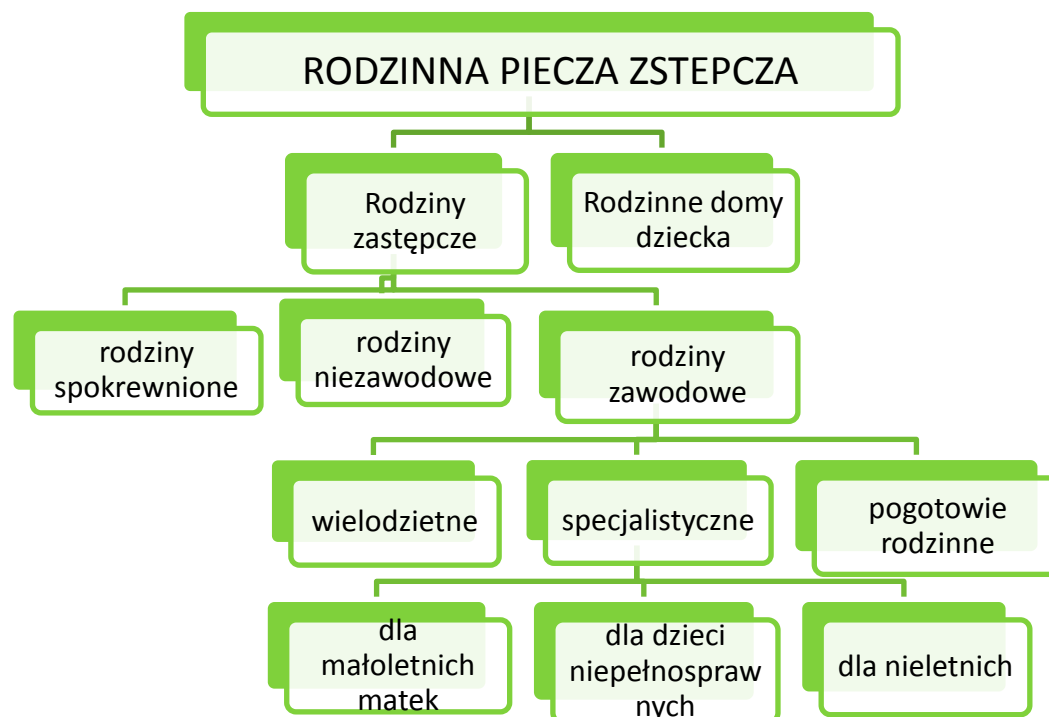 RODZINNA PIECZA ZSTEPCZA
Rodziny
zastępcze
Rodzinne domy
dziecka
rodziny
spokrewnione
rodziny
niezawodowe
rodziny
zawodowe
wielodzietne
specjalistyczne
pogotowie
rodzinne
dla
małoletnich
matek
dla dzieci
niepełnospraw
nych
dla nieletnich